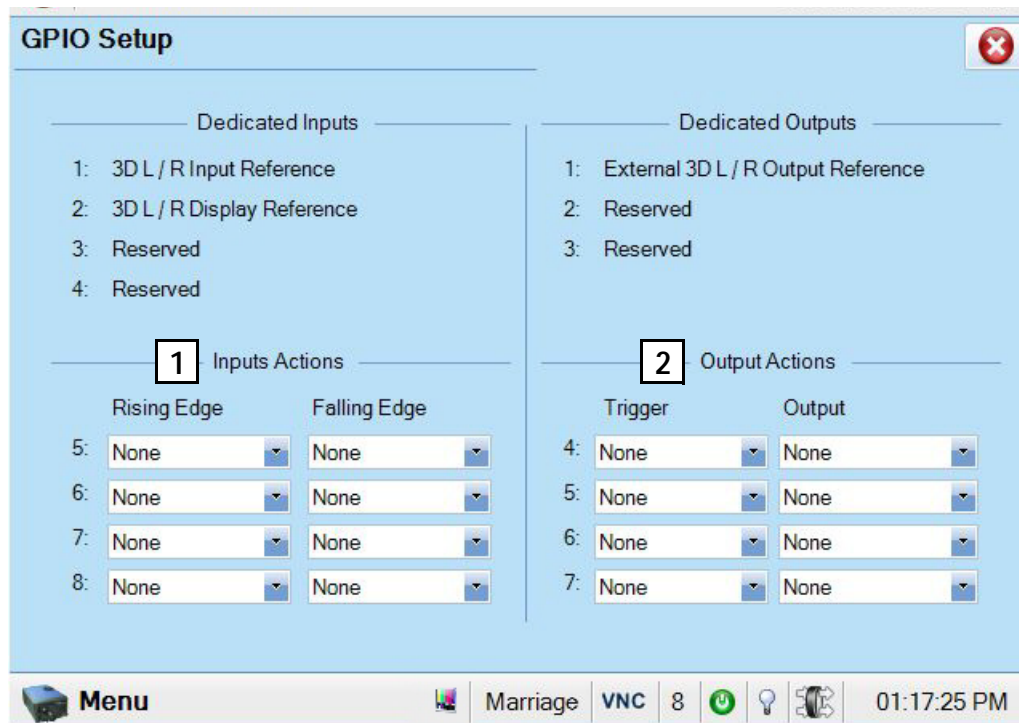 GPIO Setup
Dedicated Inputs
1: 3D L / R Input Reference
2: 3D L / R Display Reference
3: Reserved
4: Reserved
Dedicated Outputs
1: External 3D L / R Output Reference
2: Reserved
3: Reserved
1 Inputs Actions
Rising Edge Falling Edge
5: None None
6: None None
7: None None
8: None None
2 Output Actions
Trigger Output
4: None None
5: None None
6: None None
7: None None
Menu Marriage VNC 8 01:17:25 PM